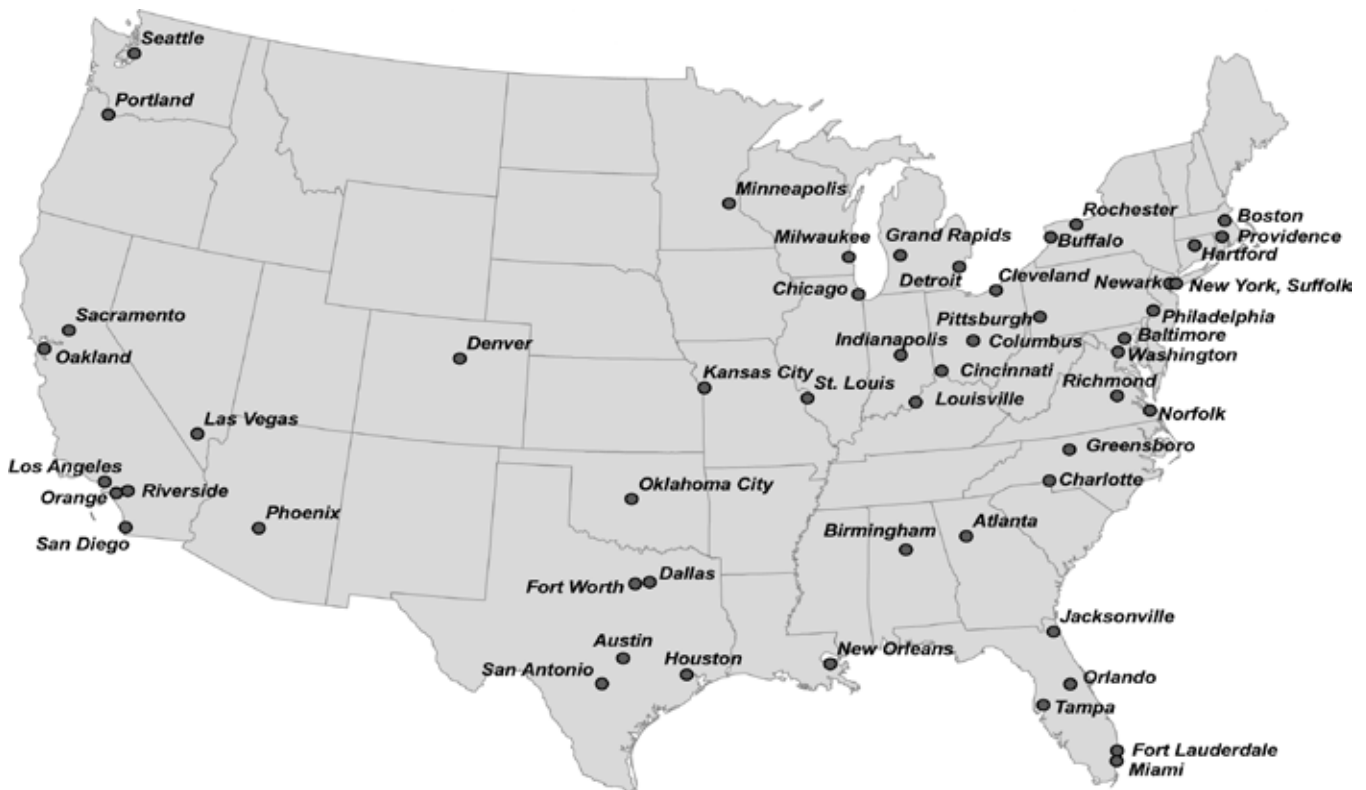 Seattle
Portland
Minneapolis
Rochester
Boston
Milwaukee
Grand Rapids
Buffalo
Providence
Hartford
Detroit
Cleveland
Newark
New York, Suffolk
Chicago
Sacramento
Pittsburgh
Philadelphia
Oakland
Denver
Indianapolis
Columbus
Baltimore
Washington
Kansas City
St. Louis
Cincinnati
Richmond
Louisville
Norfolk
Las Vegas
Greensboro
Los Angeles
Orange
Riverside
Oklahoma City
Charlotte
Phoenix
San Diego
Birmingham
Atlanta
Fort Worth
Dallas
Jacksonville
Austin
San Antonio
Houston
New Orleans
Orlando
Tampa
Fort Lauderdale
Miami